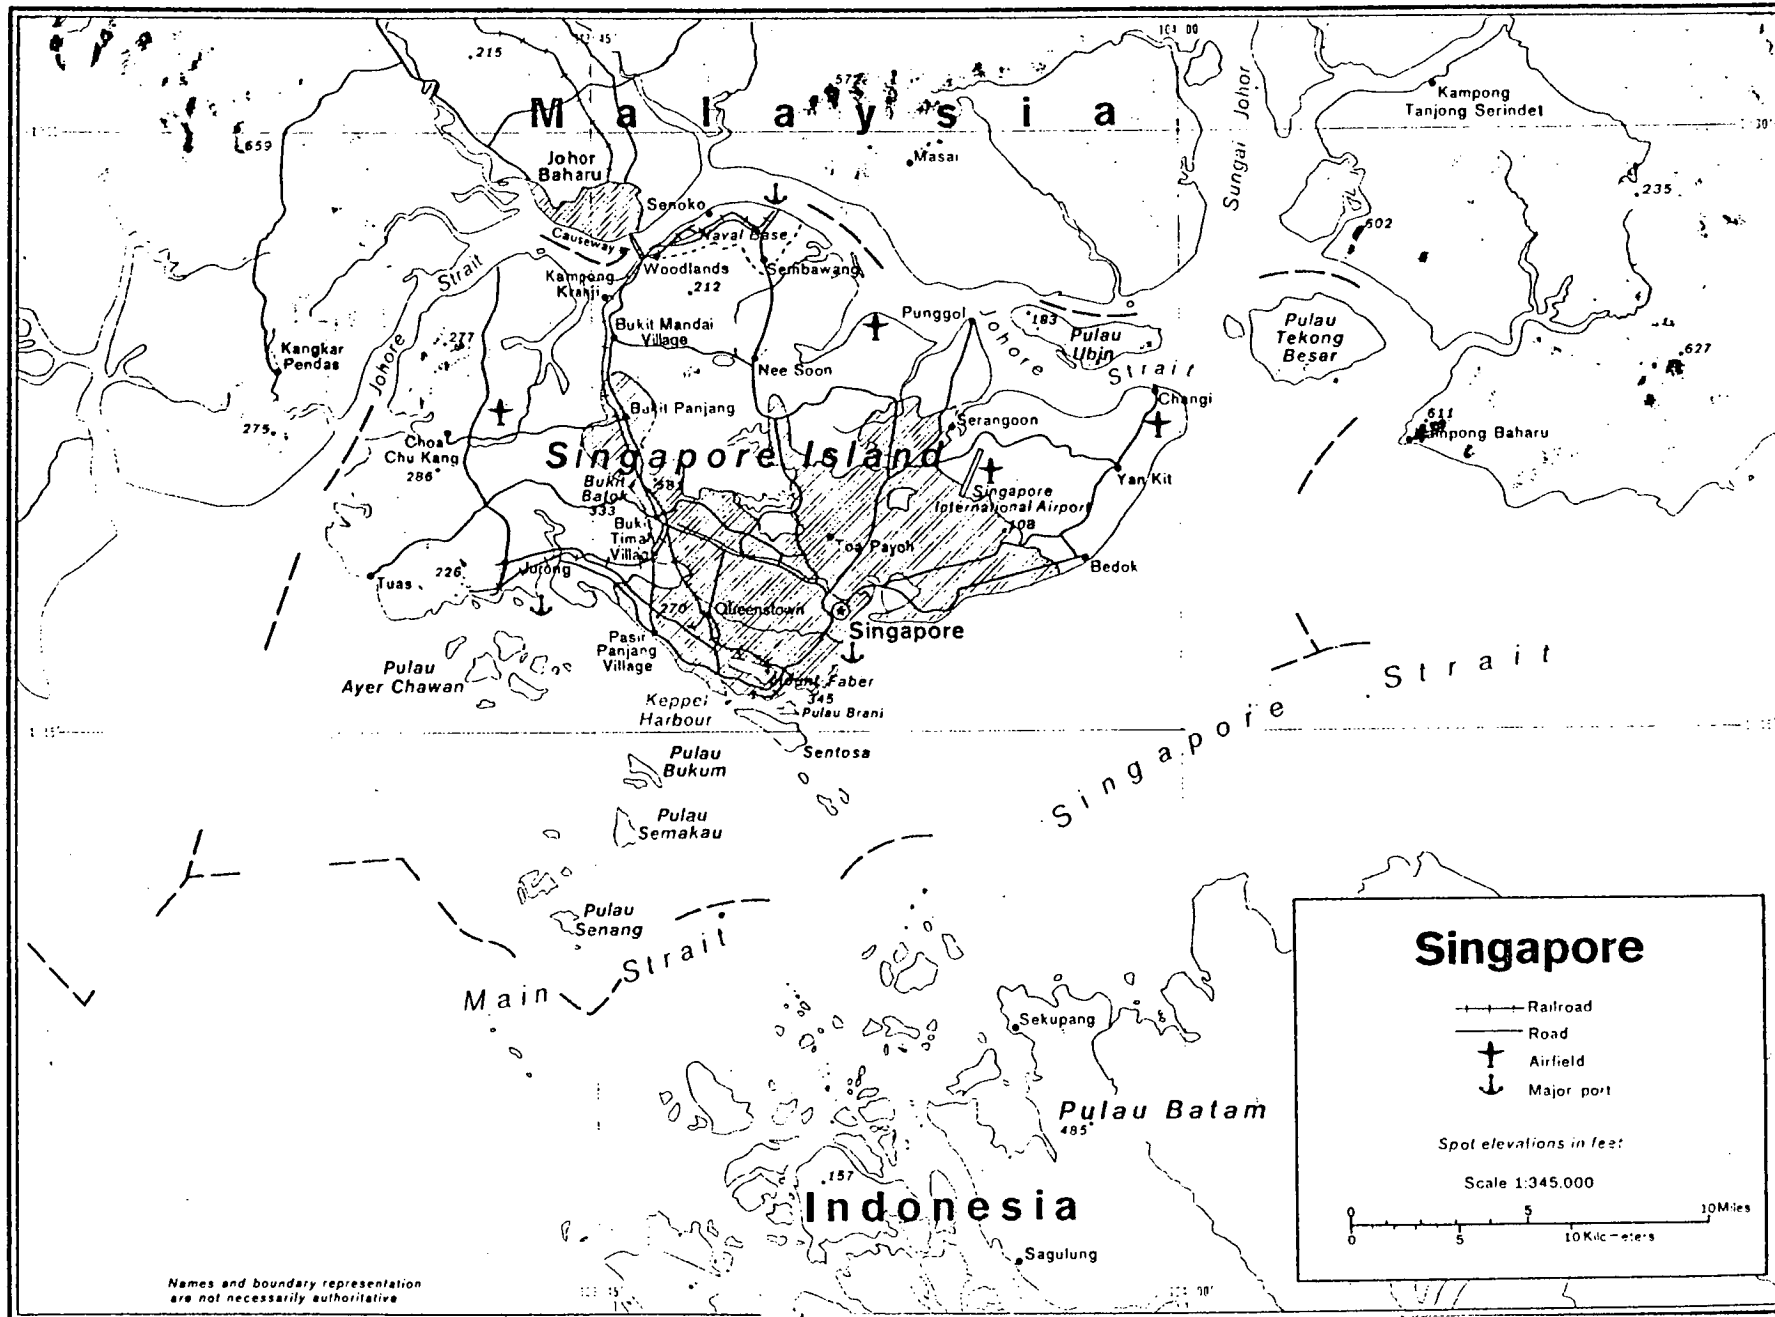 215
572
Malaysia
Kampong
Tanjong Serindet
Sungai Johor
659
Masai
Johor
Baharu
235
Senoko
Naval Base
502
Causeway
Strait
Woodlands
Sembawang
Kampong
Kranji
212
Bukit Mandai
Village
Punggol
Johore
183
Pulau
Ubin
Pulau
Tekong
Besar
277
Kangkar
Pendas
Johore
Nee Soon
Strait
627
Changi
Bukit Panjang
Serangoon
611
275
Choa
Chu Kang
286
Kampong Baharu
Singapore Island
Bukit
Batok
333
581
Yan Kit
Singapore
International Airport
108
Bukit
Timah
Village
Toa Payoh
Bedok
Tuas
226
Jurong
270
Queenstown
Singapore
Pasir
Panjang
Village
Pulau
Ayer Chawan
Mount Faber
345
Keppel
Harbour
Pulau Brani
Sentosa
Singapore Strait
Pulau
Bukum
Pulau
Semakau
Pulau
Senang
Main Strait
Sekupang
Pulau Batam
485
157
Indonesia
Sagulung
Names and boundary representation
are not necessarily authoritative
Singapore
Railroad
Road
Airfield
Major port
Spot elevations in feet
Scale 1:345,000
0 5 10 Miles
0 5 10 Kilometers